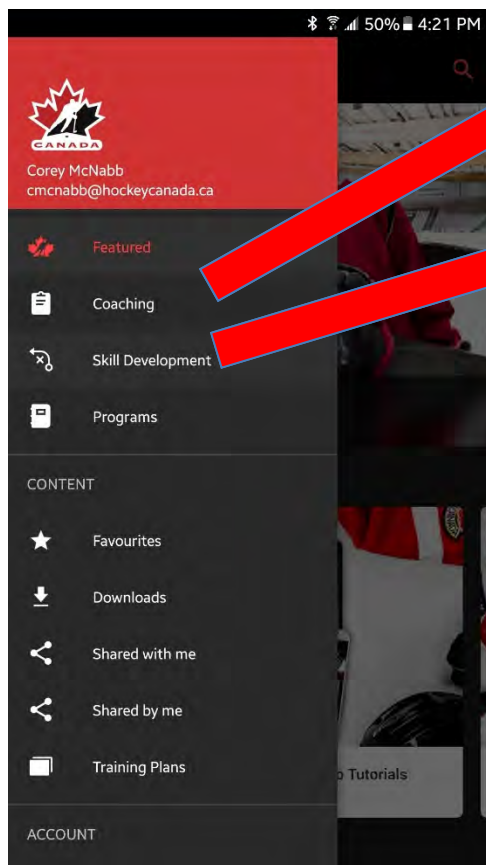 50% 4:21 PM
CANADA
Corey McNabb
cmcnabb@hockeycanada.ca
Featured
Coaching
Skill Development
Programs
CONTENT
Favourites
Downloads
Shared with me
Shared by me
Training Plans
Tutorials
ACCOUNT